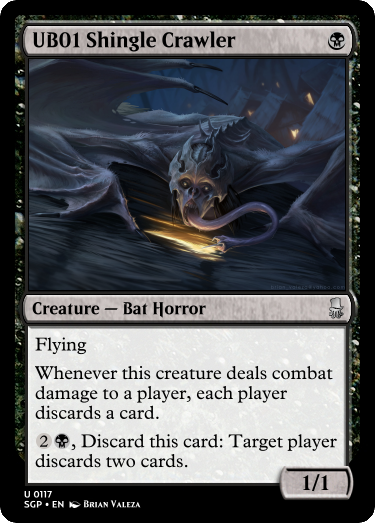 UB01 Shingle Crawler
Creature — Bat Horror
Flying
Whenever this creature deals combat
damage to a player, each player
discards a card.
2, Discard this card: Target player
discards two cards.
1/1
U 0117
SGP • EN Brian Valeza